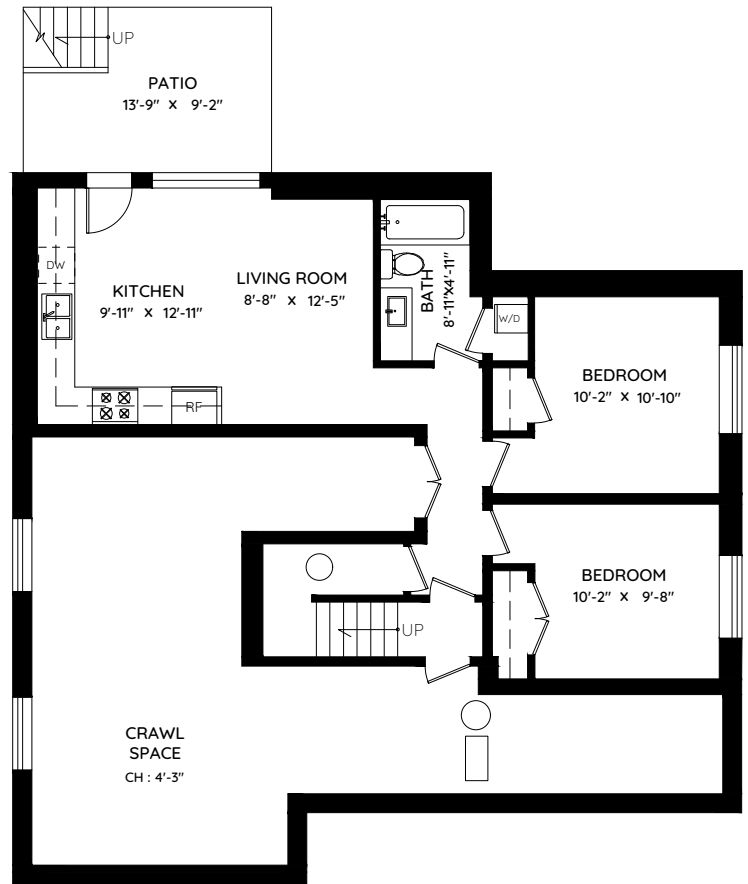 UP
PATIO
13'-9" X 9'-2"
DW
KITCHEN
9'-11" X 12'-11"
LIVING ROOM
8'-8" X 12'-5"
BATH
8'-11"X4'-11"
W/D
RF
BEDROOM
10'-2" X 10'-10"
BEDROOM
10'-2" X 9'-8"
UP
CRAWL
SPACE
CH : 4'-3"